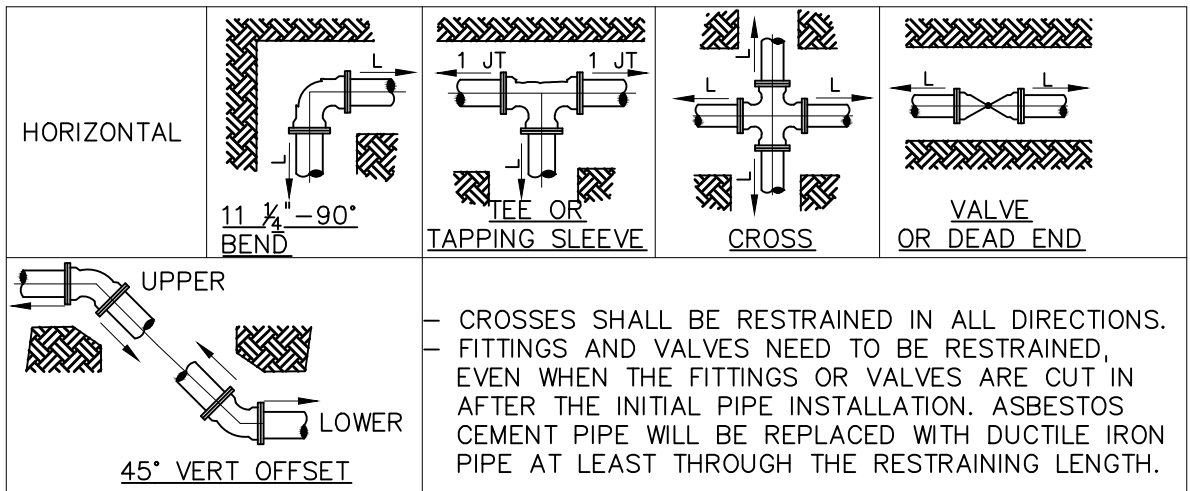 HORIZONTAL
L
L
11 1/4"-90°
BEND
1 JT 1 JT
L
TEE OR
TAPPING SLEEVE
L
L L
L
CROSS
L L
VALVE
OR DEAD END
UPPER
LOWER
45° VERT OFFSET
- CROSSES SHALL BE RESTRAINED IN ALL DIRECTIONS.
- FITTINGS AND VALVES NEED TO BE RESTRAINED,
EVEN WHEN THE FITTINGS OR VALVES ARE CUT IN
AFTER THE INITIAL PIPE INSTALLATION. ASBESTOS
CEMENT PIPE WILL BE REPLACED WITH DUCTILE IRON
PIPE AT LEAST THROUGH THE RESTRAINING LENGTH.